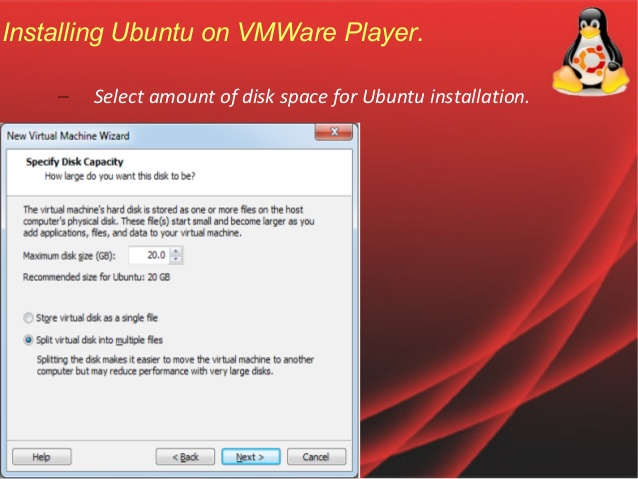 Installing Ubuntu on VMWare Player.
– Select amount of disk space for Ubuntu installation.
New Virtual Machine Wizard
x
Specify Disk Capacity
How large do you want this disk to be?
The virtual machine's hard disk is stored as one or more files on the host
computer's physical disk. These file(s) start small and become larger as you
add applications, files, and data to your virtual machine.
Maximum disk size (GB): 20.0
Recommended size for Ubuntu: 20 GB
Store virtual disk as a single file
Split virtual disk into multiple files
Splitting the disk makes it easier to move the virtual machine to another
computer but may reduce performance with very large disks.
Help < Back Next > Cancel